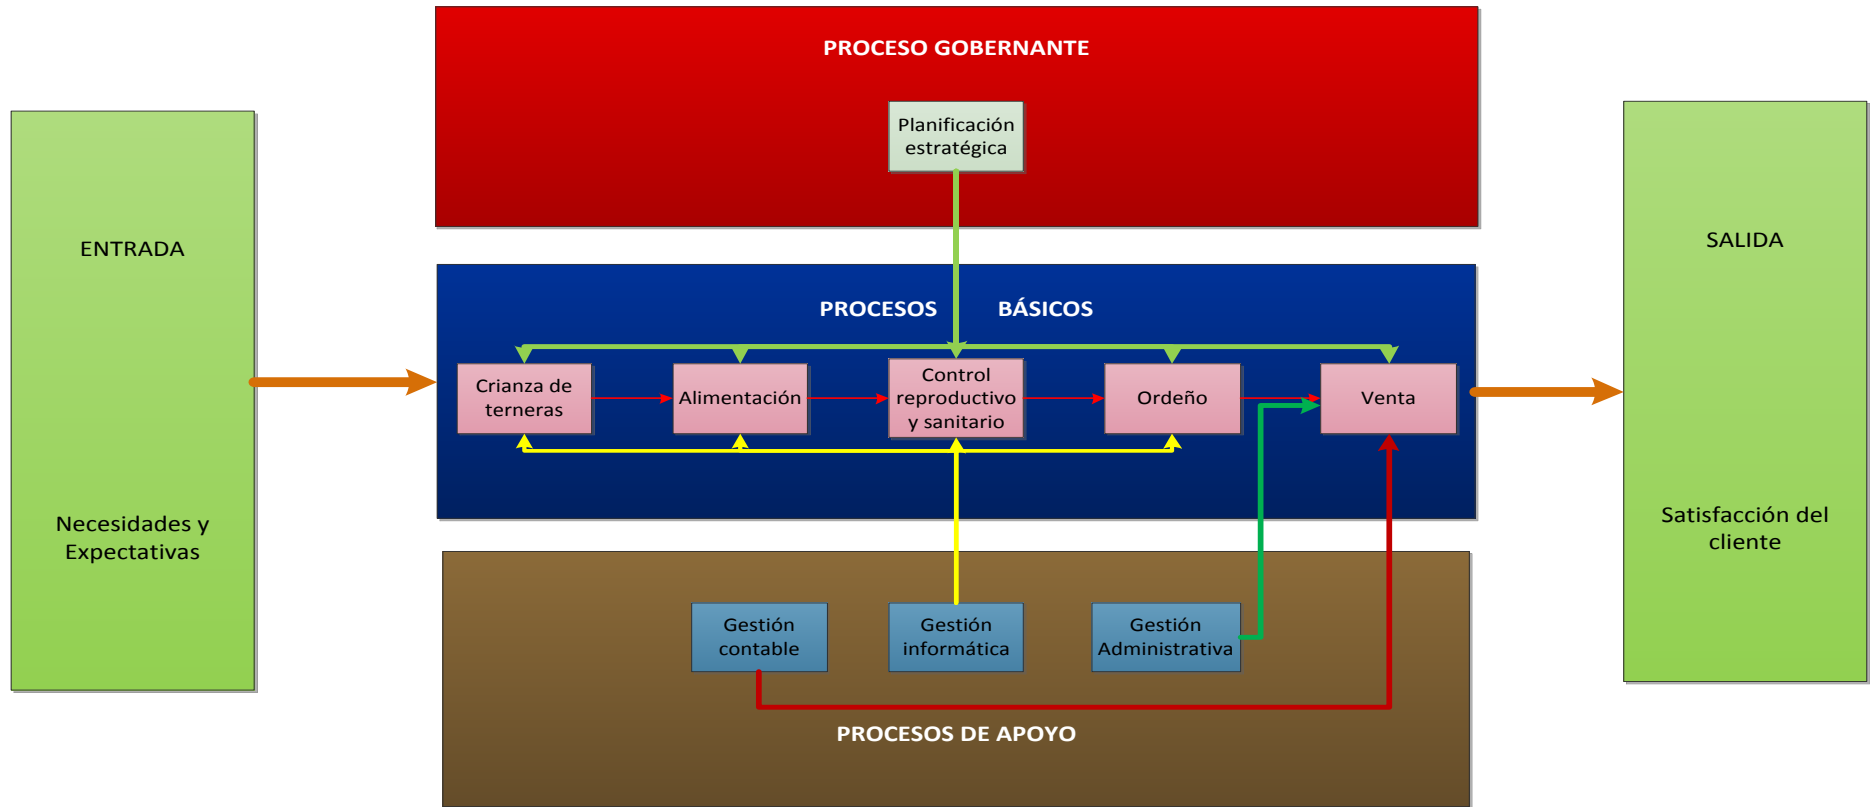 PROCESO GOBERNANTE
Planificación
estratégica
ENTRADA
Necesidades y
Expectativas
PROCESOS BÁSICOS
Crianza de
terneras
Alimentación
Control
reproductivo
y sanitario
Ordeño
Venta
Gestión
contable
Gestión
informática
Gestión
Administrativa
PROCESOS DE APOYO
SALIDA
Satisfacción del
cliente